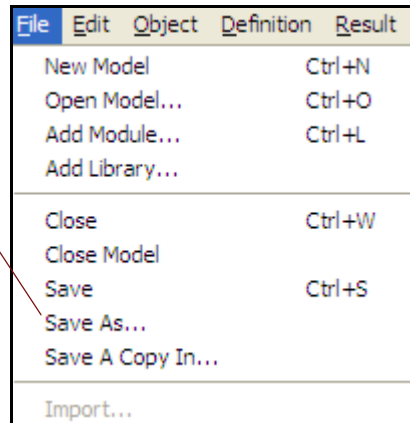 File Edit Object Definition Result
New Model Ctrl+N
Open Model... Ctrl+O
Add Module... Ctrl+L
Add Library...
Close Ctrl+W
Close Model
Save Ctrl+S
Save As...
Save A Copy In...
Import...